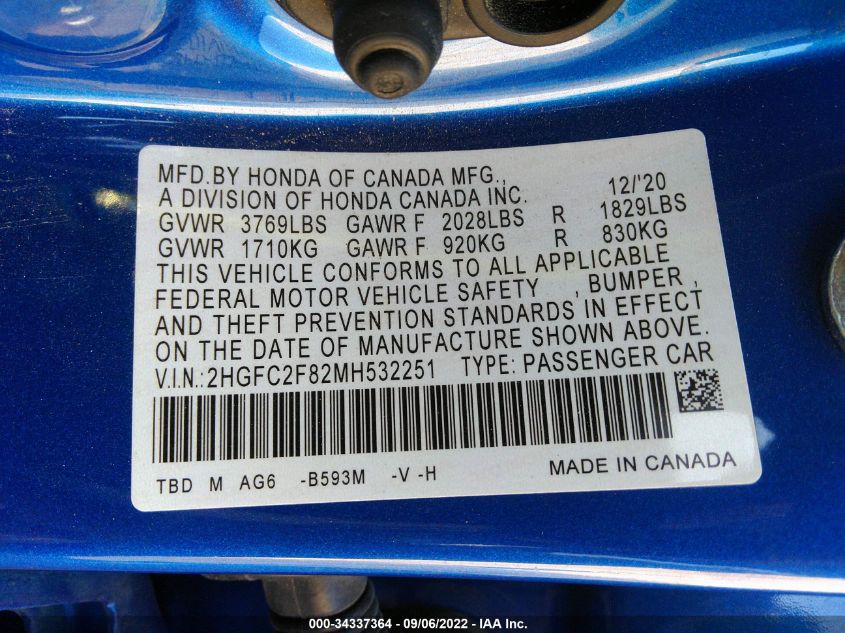 MFD.BY HONDA OF CANADA MFG., 12/'20
A DIVISION OF HONDA CANADA INC.
GVWR 3769LBS GAWR F 2028LBS R 1829LBS
GVWR 1710KG GAWR F 920KG R 830KG
THIS VEHICLE CONFORMS TO ALL APPLICABLE
FEDERAL MOTOR VEHICLE SAFETY , BUMPER ,
AND THEFT PREVENTION STANDARDS IN EFFECT
ON THE DATE OF MANUFACTURE SHOWN ABOVE.
V.I.N.:2HGFC2F82MH532251 TYPE: PASSENGER CAR
TBD M AG6 -B593M -V -H MADE IN CANADA
000-34337364 - 09/06/2022 - IAA Inc.